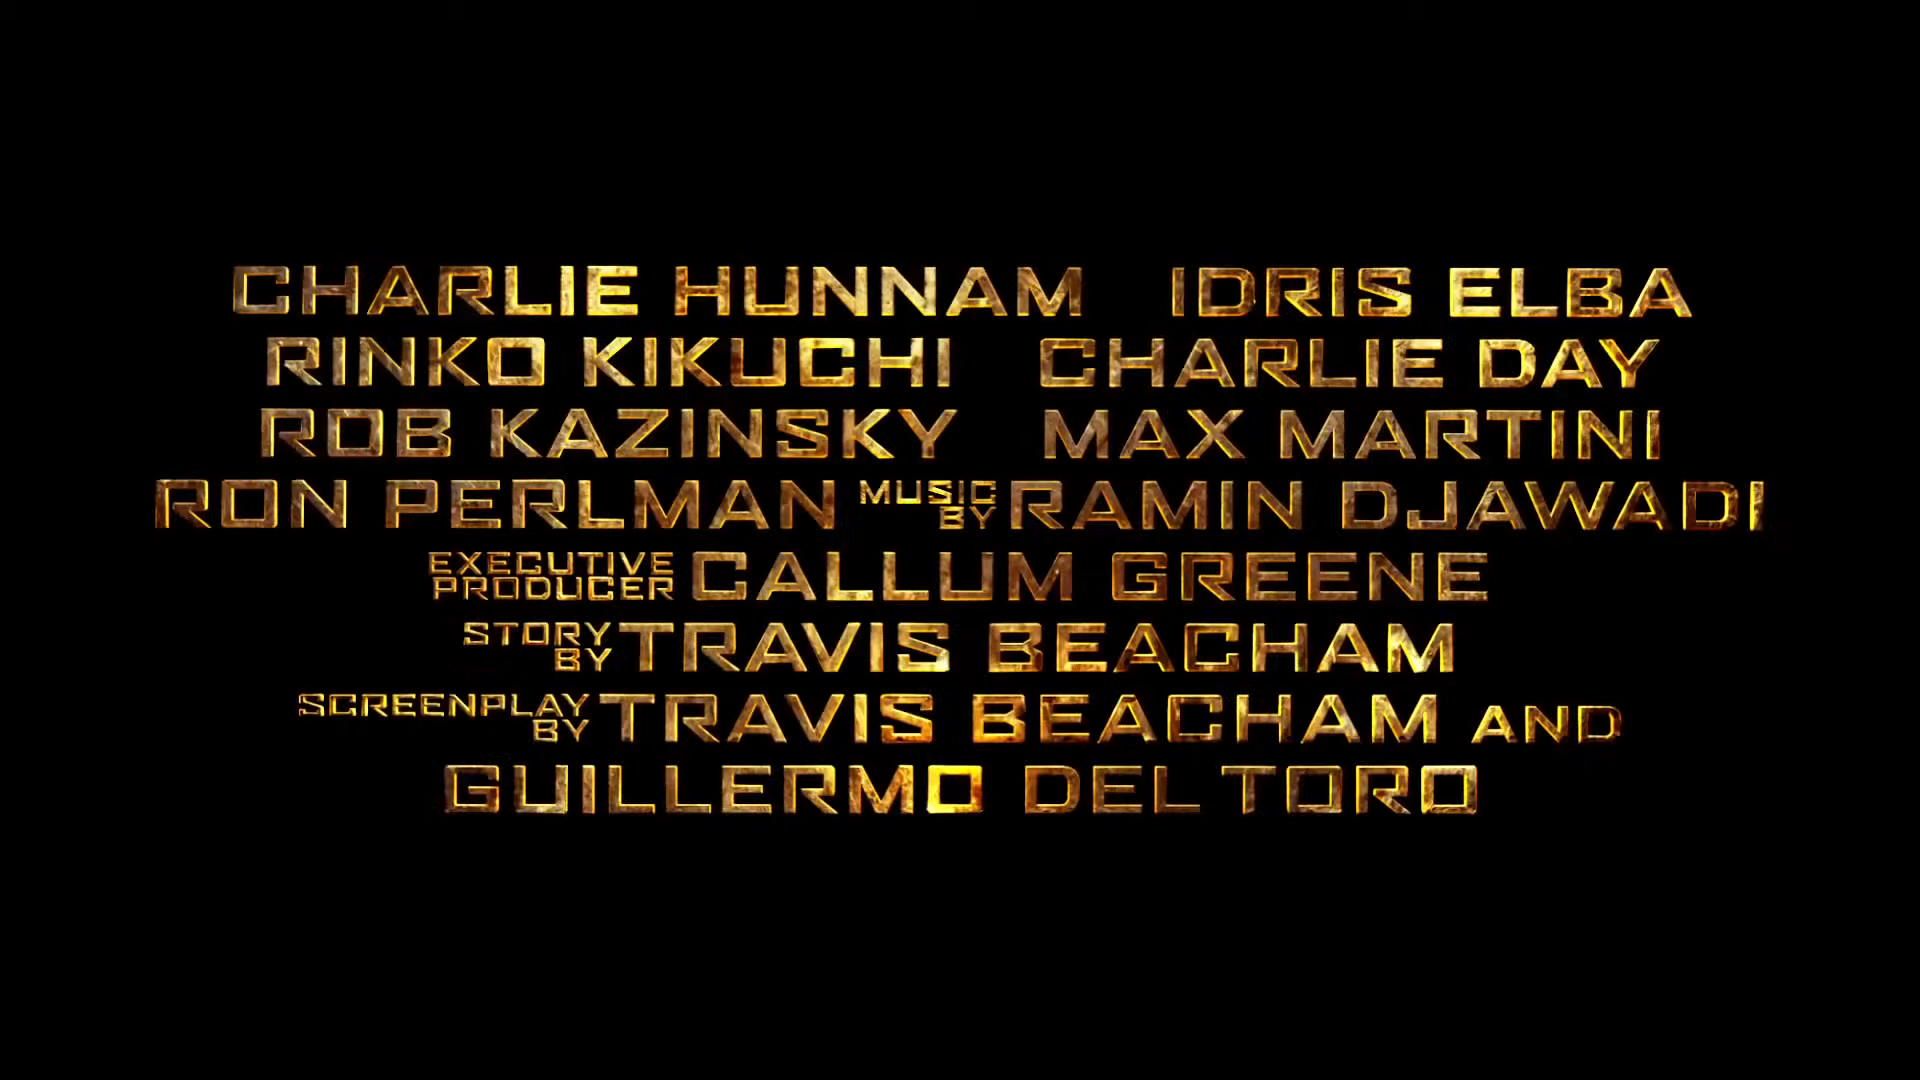 CHARLIE HUNNAM IDRIS ELBA
RINKO KIKUCHI CHARLIE DAY
ROB KAZINSKY MAX MARTINI
RON PERLMAN MUSIC BY RAMIN DJAWADI
EXECUTIVE PRODUCER CALLUM GREENE
STORY BY TRAVIS BEACHAM
SCREENPLAY BY TRAVIS BEACHAM AND
GUILLERMO DEL TORO